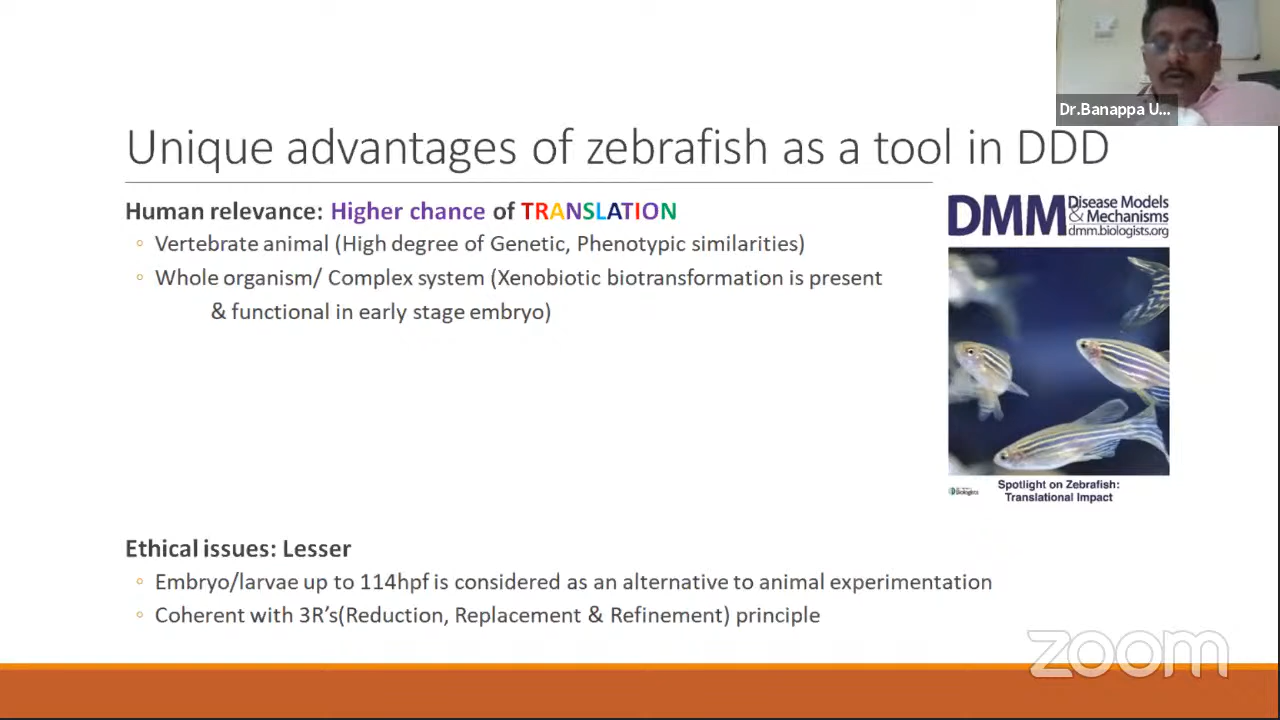 Dr.Banappa U...
Unique advantages of zebrafish as a tool in DDD
Human relevance: Higher chance of TRANSLATION
◦ Vertebrate animal (High degree of Genetic, Phenotypic similarities)
◦ Whole organism/ Complex system (Xenobiotic biotransformation is present
& functional in early stage embryo)
DMM Disease Models
& Mechanisms
dmm.biologists.org
Spotlight on Zebrafish:
Translational Impact
Ethical issues: Lesser
◦ Embryo/larvae up to 114hpf is considered as an alternative to animal experimentation
◦ Coherent with 3R's(Reduction, Replacement & Refinement) principle
zoom